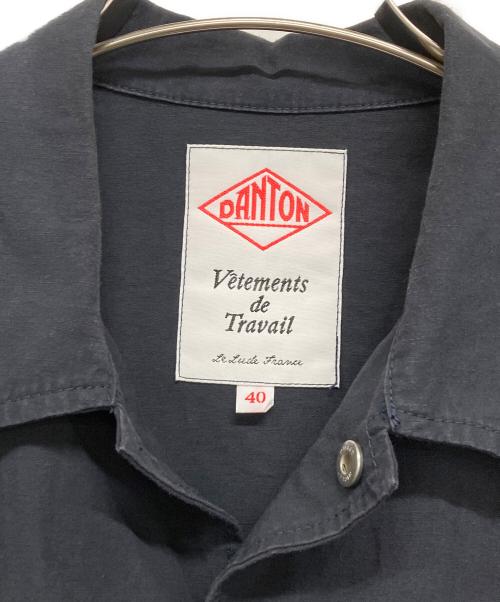 DANTON
Vêtements
de
Travail
Le Lude France
40